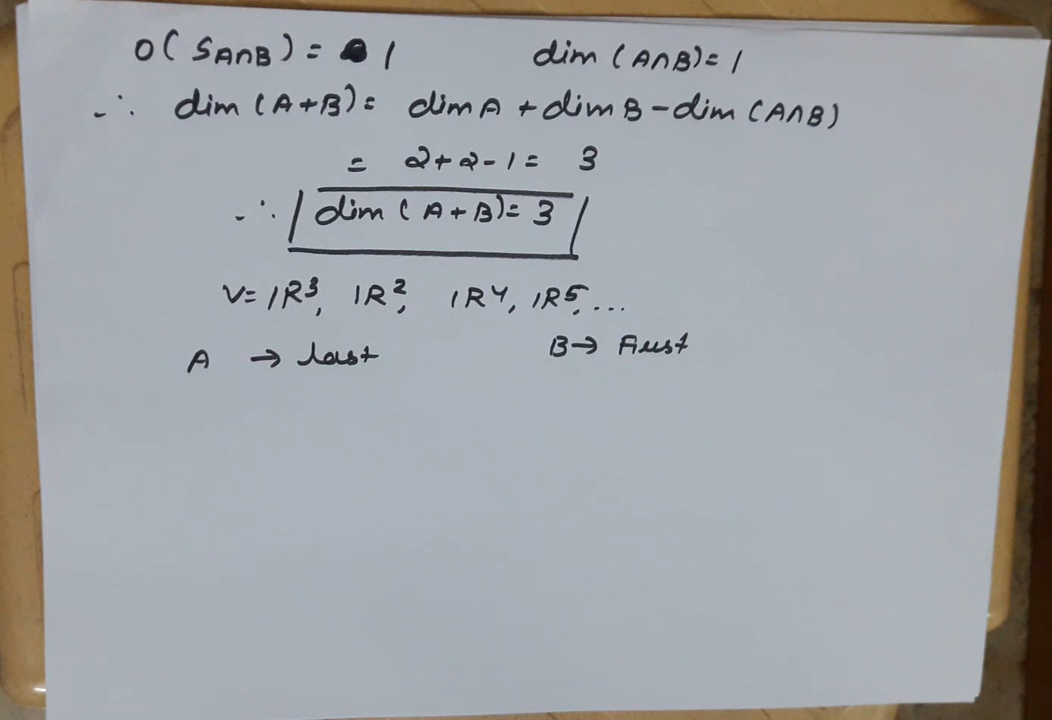 O(S_{A∩B}) = 1 dim (A∩B) = 1
∴ dim (A+B) = dim A + dim B - dim (A∩B)
= 2+2-1 = 3
∴ dim (A+B) = 3
V = IR³, IR², IR⁴, IR⁵, ...
A → last B → First